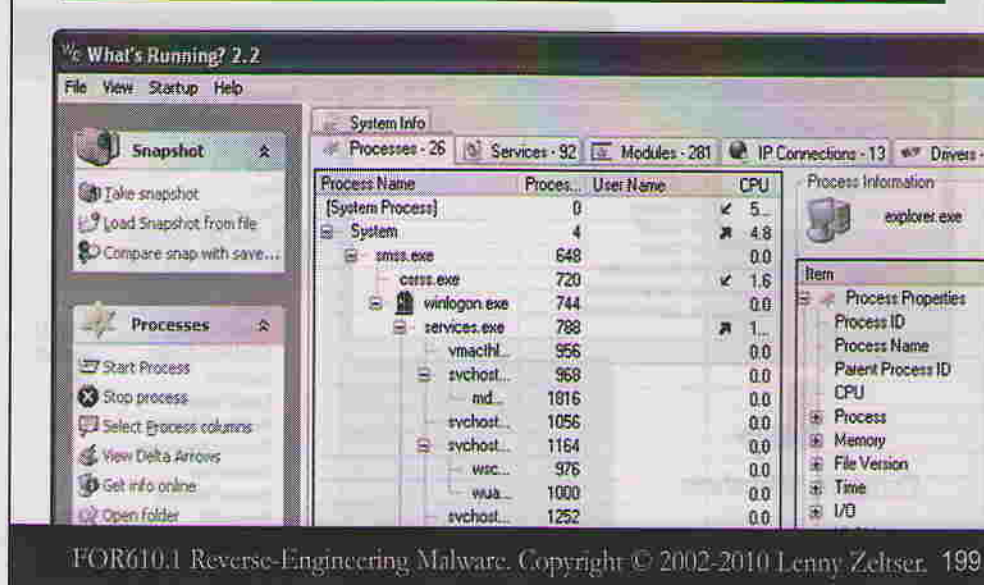 What's Running? 2.2
File View Startup Help
Snapshot
Take snapshot
Load Snapshot from file
Compare snap with save...
Processes
Start Process
Stop process
Select Process columns
View Delta Arrows
Get info online
Open folder
System Info
Processes - 26 Services - 92 Modules - 281 IP Connections - 13 Drivers -
Process Name Proces... User Name CPU
[System Process] 0 5...
System 4 4.8
smss.exe 648 0.0
csrss.exe 720 1.6
winlogon.exe 744 0.0
services.exe 788 1...
vmacthl... 956 0.0
svchost... 968 0.0
md... 1816 0.0
svchost... 1056 0.0
svchost... 1164 0.0
wsc... 976 0.0
wua... 1000 0.0
svchost... 1252 0.0
Process Information
explorer.exe
Item
Process Properties
Process ID
Process Name
Parent Process ID
CPU
Process
Memory
File Version
Time
I/O
FOR610.1 Reverse-Engineering Malware. Copyright © 2002-2010 Lenny Zeltser. 199